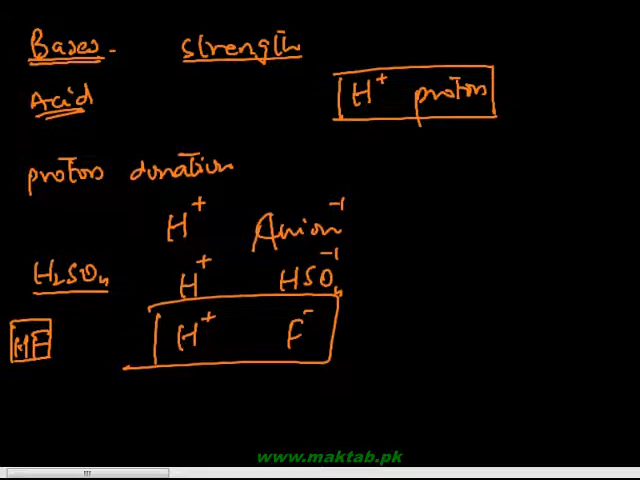 Bases. strength
Acid
H⁺ proton
proton donation
H⁺ Anion⁻¹
H₂SO₄ H⁺ HSO₄⁻¹
HF H⁺ F⁻
www.maktab.pk